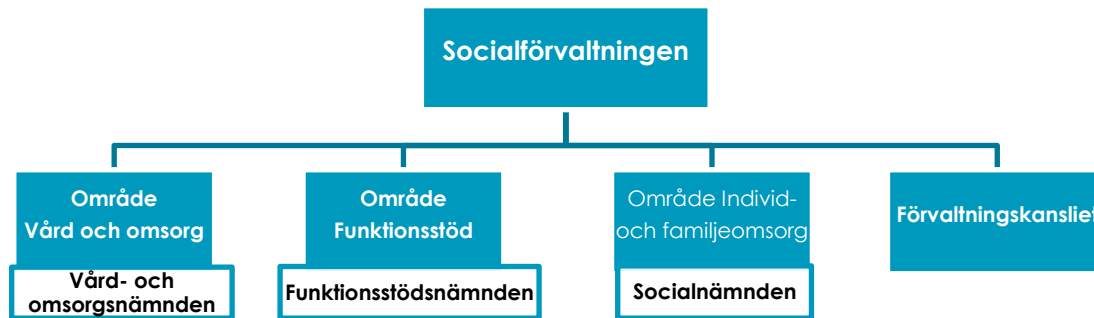 Socialförvaltningen
Område
Vård och omsorg
Vård- och
omsorgsnämnden
Område
Funktionsstöd
Funktionsstödsnämnden
Område Individ-
och familjeomsorg
Socialnämnden
Förvaltningskansliet